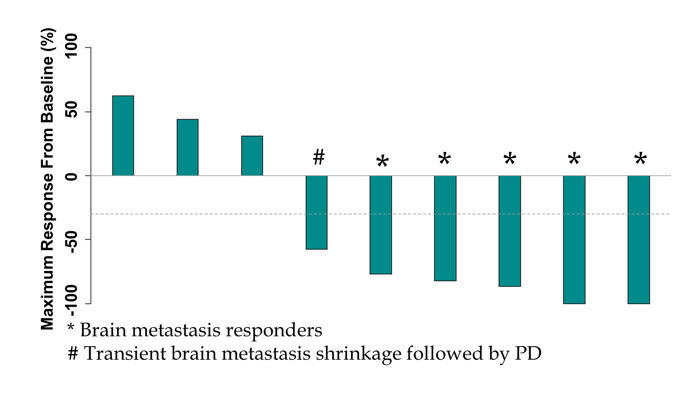 Maximum Response From Baseline (%)
100
50
0
-50
-100
# * * * * *
* Brain metastasis responders
# Transient brain metastasis shrinkage followed by PD